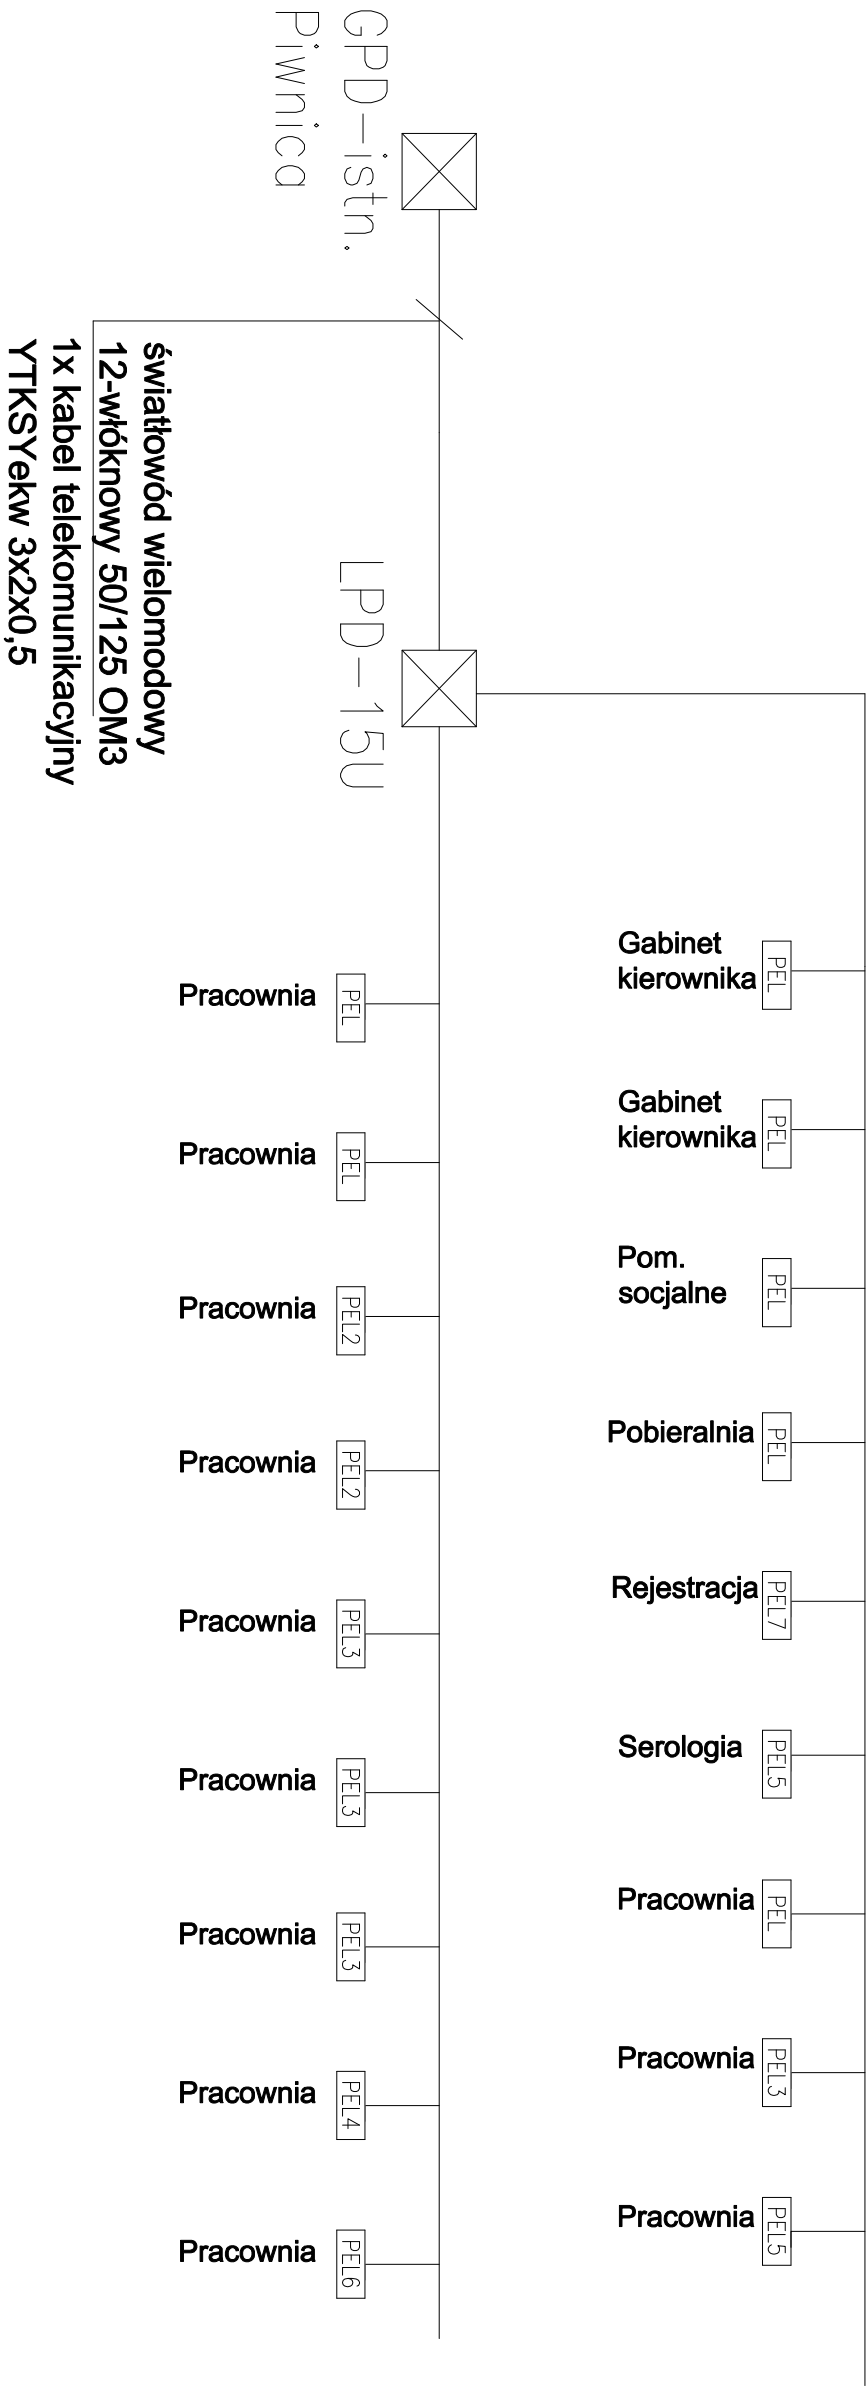 GPD-istn.
Piwnica
światłowód wielomodowy
12-włóknowy 50/125 OM3
1x kabel telekomunikacyjny
YTKSYekw 3x2x0,5
LPD-15U
Gabinet
kierownika
PEL
Gabinet
kierownika
PEL
Pom.
socjalne
PEL
Pobieralnia
PEL
Rejestracja
PEL7
Serologia
PEL5
Pracownia
PEL
Pracownia
PEL3
Pracownia
PEL5
Pracownia
PEL
Pracownia
PEL
Pracownia
PEL2
Pracownia
PEL2
Pracownia
PEL3
Pracownia
PEL3
Pracownia
PEL3
Pracownia
PEL4
Pracownia
PEL6